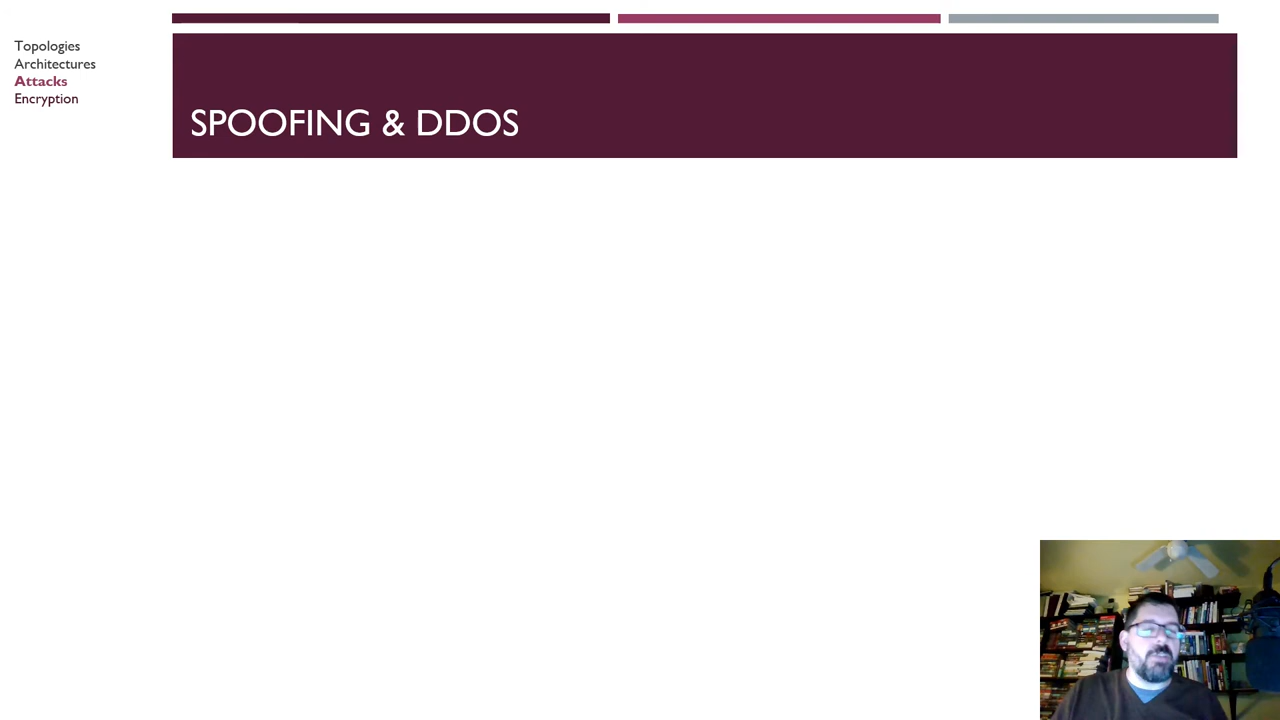 Topologies
Architectures
Attacks
Encryption
SPOOFING & DDOS